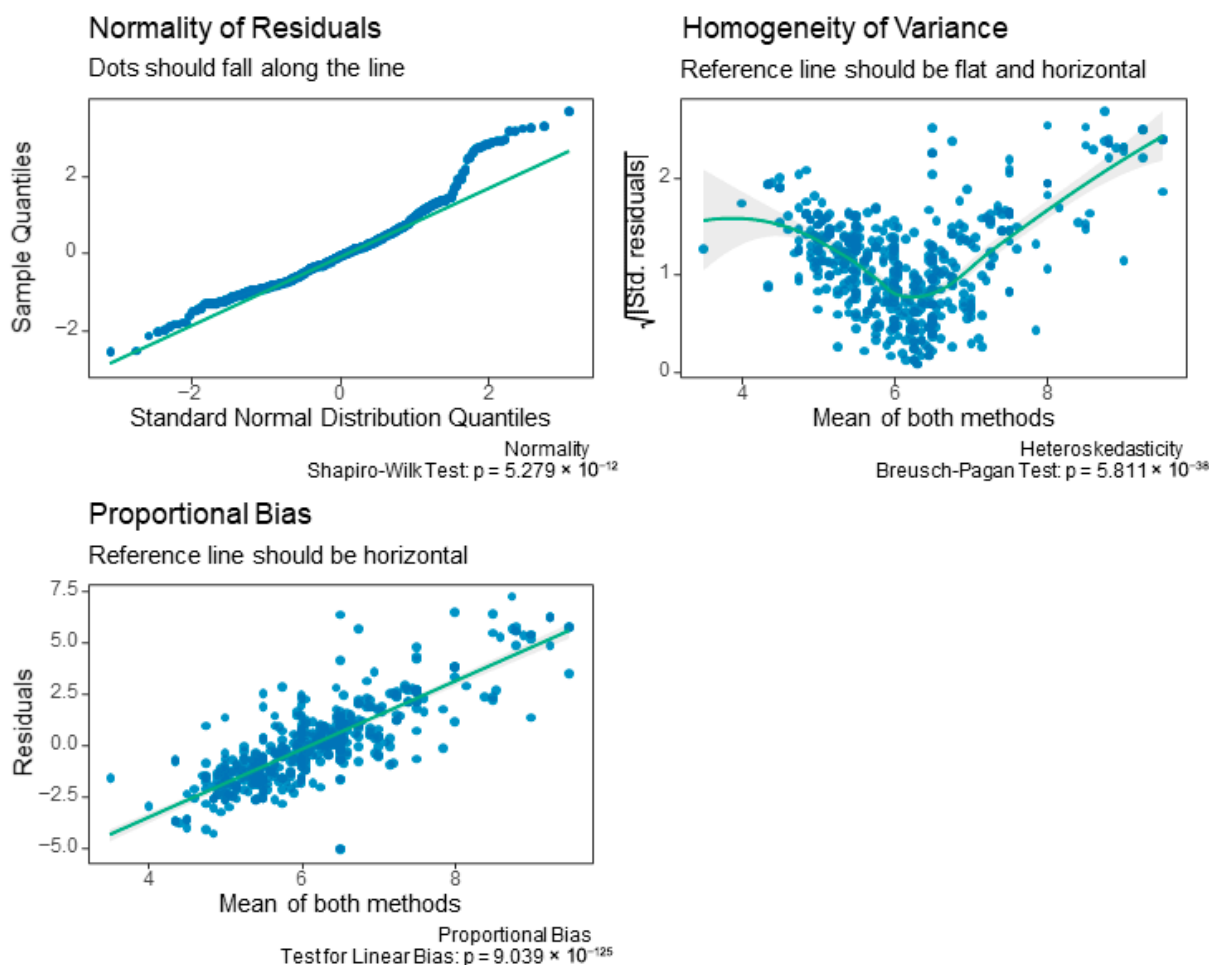 Normality of Residuals
Dots should fall along the line
Sample Quantiles
2
0
−2
−2
0
2
Standard Normal Distribution Quantiles
Normality
Shapiro-Wilk Test: p = 5.279 × 10⁻¹²
Homogeneity of Variance
Reference line should be flat and horizontal
√|Std. residuals|
2
1
0
4
6
8
Mean of both methods
Heteroskedasticity
Breusch-Pagan Test: p = 5.811 × 10⁻³⁸
Proportional Bias
Reference line should be horizontal
Residuals
7.5
5.0
2.5
0.0
−2.5
−5.0
4
6
8
Mean of both methods
Proportional Bias
Test for Linear Bias: p = 9.039 × 10⁻¹²⁵